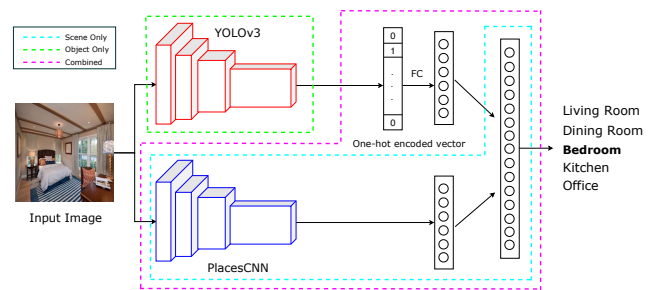 Scene Only
Object Only
Combined
YOLOv3
0
1
.
.
.
0
FC
One-hot encoded vector
Input Image
PlacesCNN
Living Room
Dining Room
Bedroom
Kitchen
Office